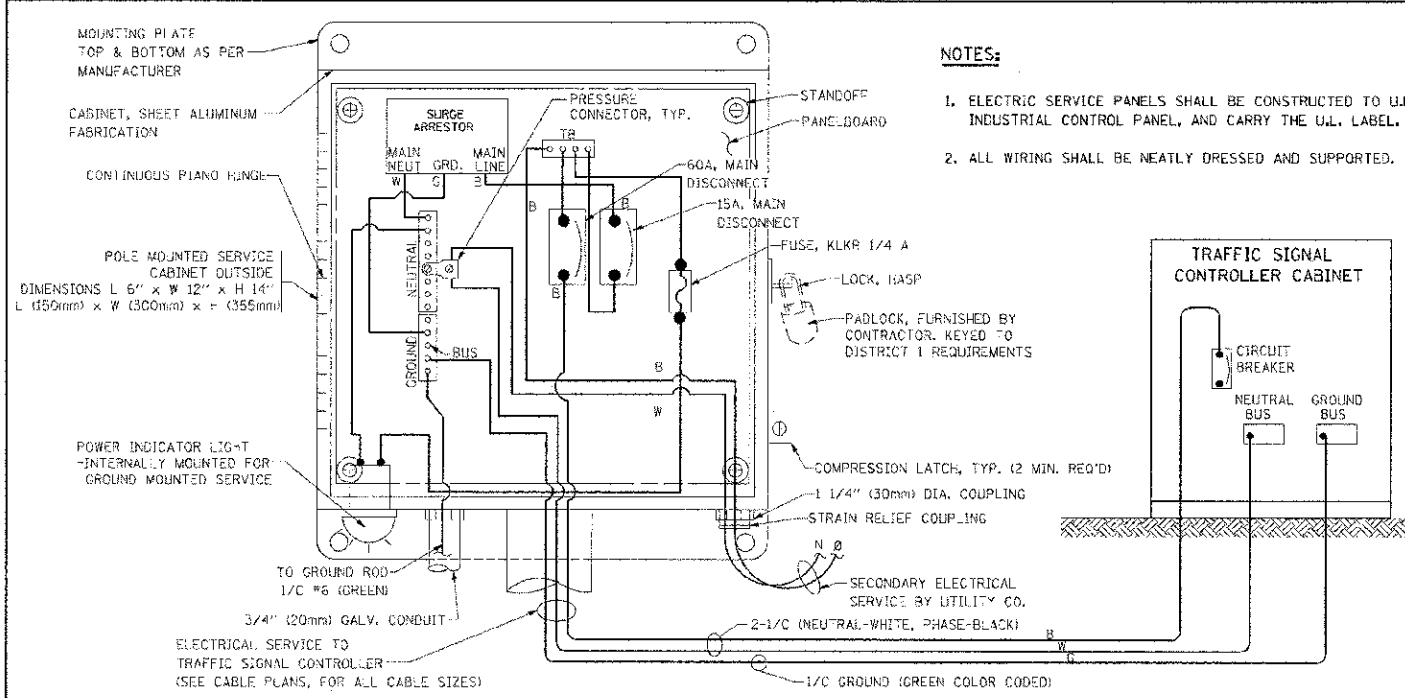 MOUNTING PLATE
TOP & BOTTOM AS PER
MANUFACTURER
CABINET, SHEET ALUMINUM
FABRICATION
CONTINUOUS PIANO HINGE
POLE MOUNTED SERVICE
CABINET OUTSIDE
DIMENSIONS L 6" x W 12" x H 14"
L (150mm) x W (300mm) x H (355mm)
POWER INDICATOR LIGHT
-INTERNALLY MOUNTED FOR
GROUND MOUNTED SERVICE
TO GROUND ROD
1/C #6 (GREEN)
3/4" (20mm) GALV. CONDUIT
ELECTRICAL SERVICE TO
TRAFFIC SIGNAL CONTROLLER
(SEE CABLE PLANS, FOR ALL CABLE SIZES)
SURGE
ARRESTOR
MAIN
NEUT
GRD.
MAIN
LINE
W
G
B
PRESSURE
CONNECTOR, TYP.
TB
NEUTRAL
GROUND
BUS
B
B
B
B
W
STANDOFF
PANELBOARD
60A, MAIN
DISCONNECT
15A, MAIN
DISCONNECT
FUSE, KLKR 1/4 A
LOCK, HASP
PADLOCK, FURNISHED BY
CONTRACTOR. KEYED TO
DISTRICT 1 REQUIREMENTS
COMPRESSION LATCH, TYP. (2 MIN. REQ'D)
1 1/4" (30mm) DIA. COUPLING
STRAIN RELIEF COUPLING
N Ø
SECONDARY ELECTRICAL
SERVICE BY UTILITY CO.
2-1/C (NEUTRAL-WHITE, PHASE-BLACK)
B
W
G
1/C GROUND (GREEN COLOR CODED)
NOTES:
1. ELECTRIC SERVICE PANELS SHALL BE CONSTRUCTED TO U.L.
INDUSTRIAL CONTROL PANEL, AND CARRY THE U.L. LABEL.
2. ALL WIRING SHALL BE NEATLY DRESSED AND SUPPORTED.
TRAFFIC SIGNAL
CONTROLLER CABINET
CIRCUIT
BREAKER
NEUTRAL
BUS
GROUND
BUS